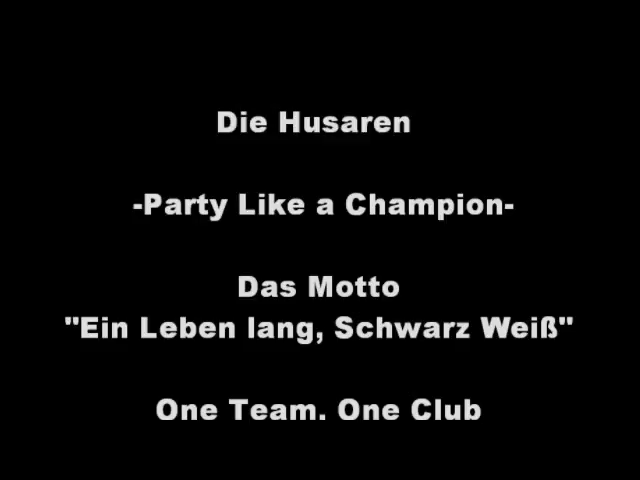 Die Husaren
-Party Like a Champion-
Das Motto
"Ein Leben lang, Schwarz Weiß"
One Team. One Club